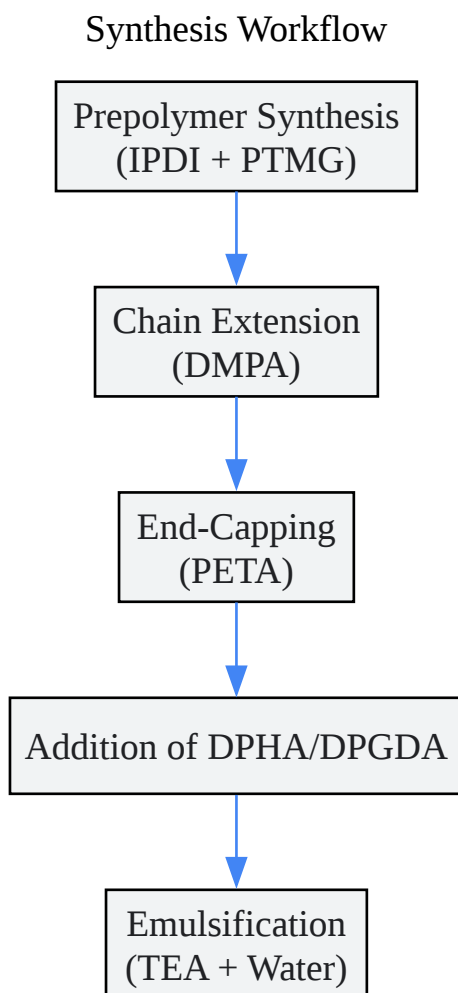 Synthesis Workflow
Prepolymer Synthesis
(IPDI + PTMG)
Chain Extension
(DMPA)
End-Capping
(PETA)
Addition of DPHA/DPGDA
Emulsification
(TEA + Water)